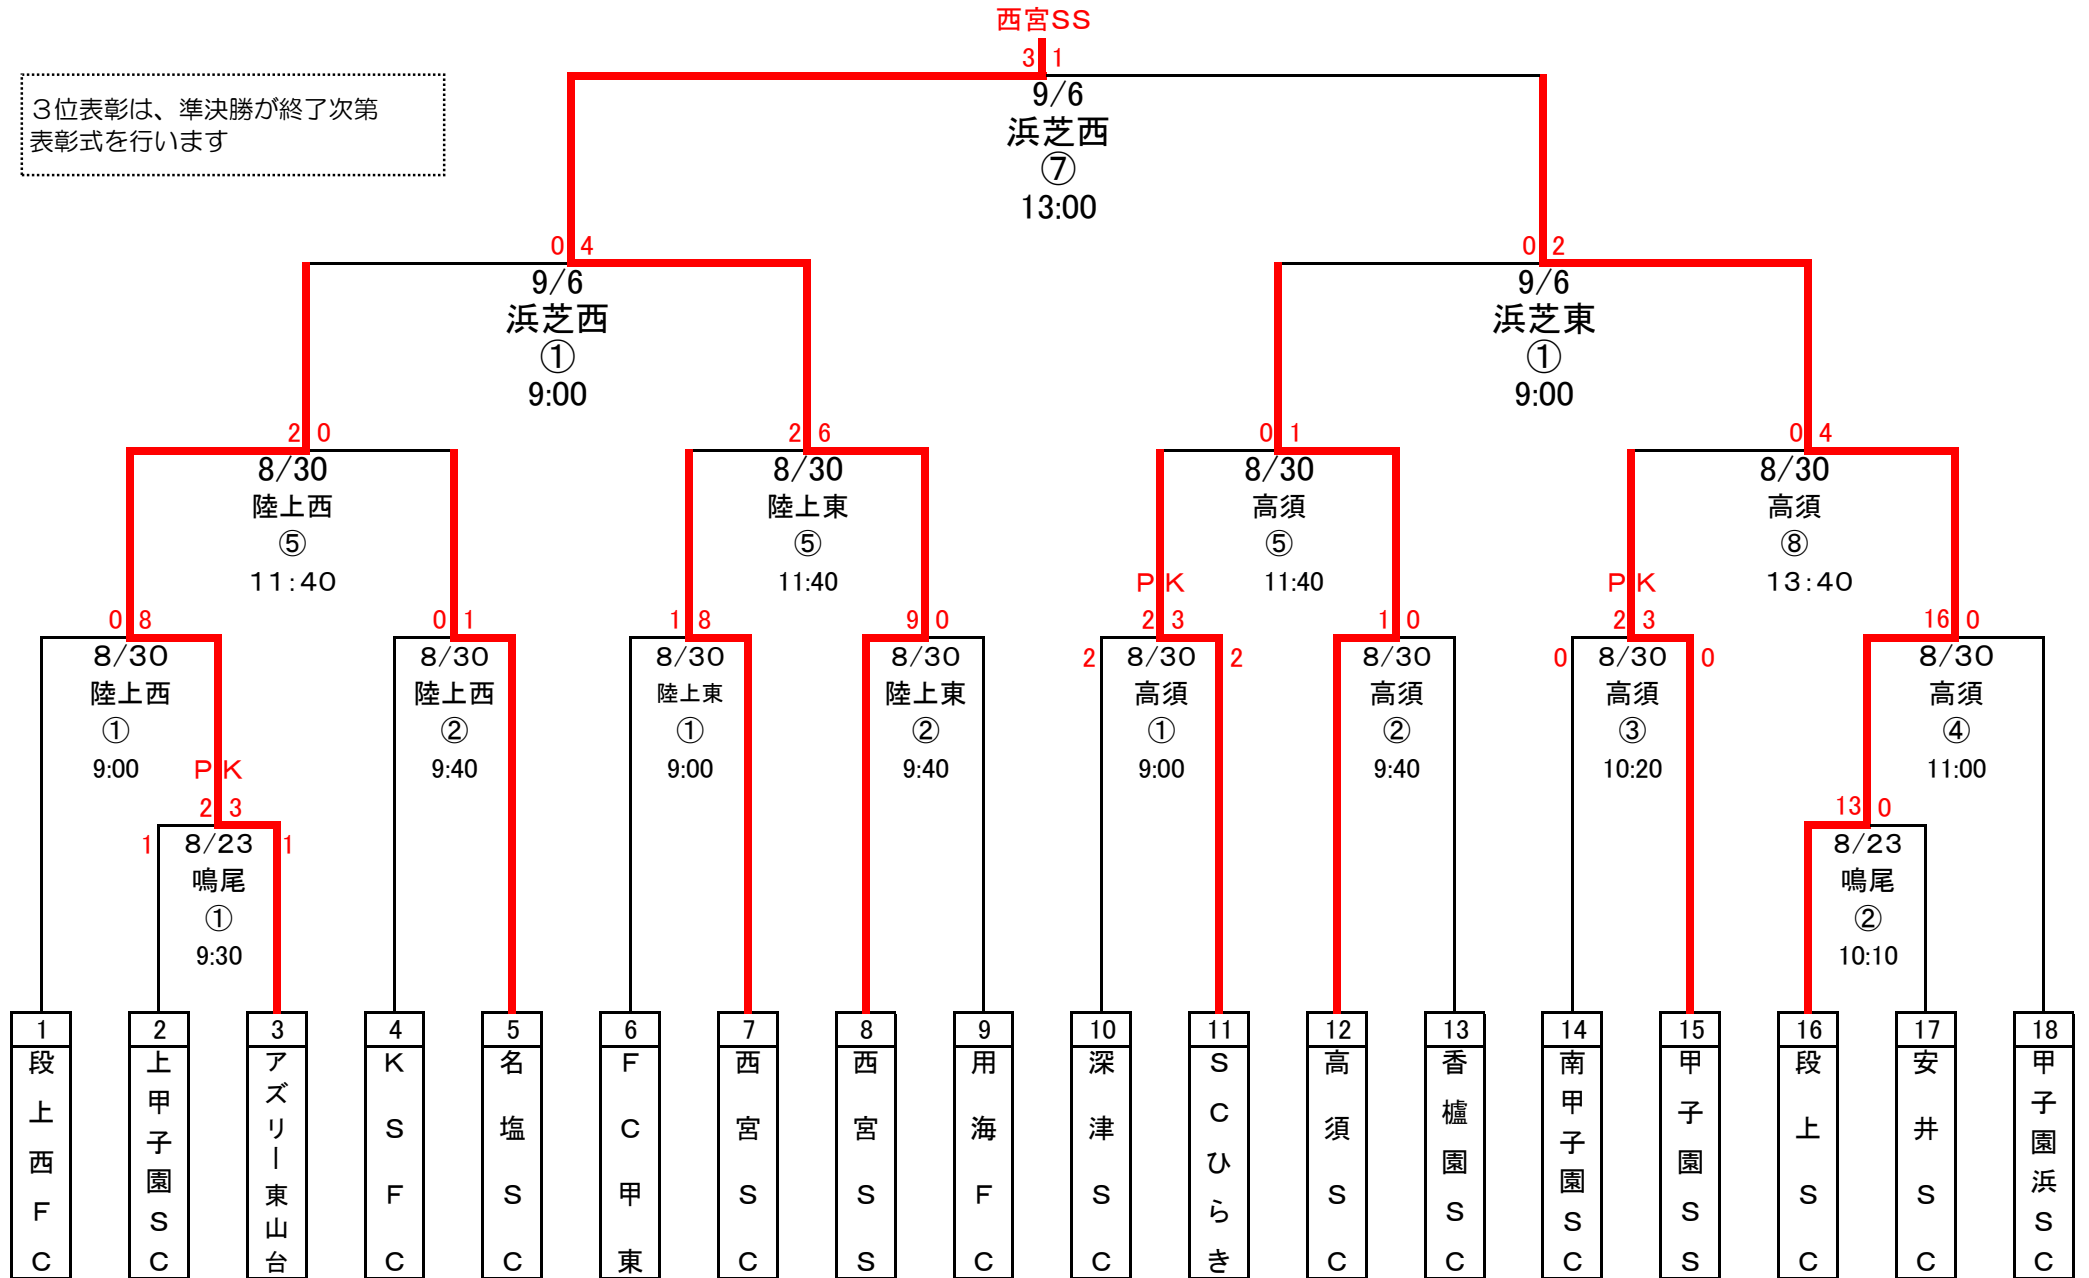 西宮SS
3 1
３位表彰は、準決勝が終了次第
表彰式を行います
9/6
浜芝西
⑦
13:00
0 4
9/6
浜芝西
①
9:00
0 2
9/6
浜芝東
①
9:00
2 0
8/30
陸上西
⑤
11:40
2 6
8/30
陸上東
⑤
11:40
0 1
8/30
高須
⑤
11:40
0 4
8/30
高須
⑧
13:40
0 8
8/30
陸上西
①
9:00
0 1
8/30
陸上西
②
9:40
1 8
8/30
陸上東
①
9:00
9 0
8/30
陸上東
②
9:40
PK
2 3
2 8/30 2
高須
①
9:00
1 0
8/30
高須
②
9:40
PK
2 3
0 8/30 0
高須
③
10:20
16 0
8/30
高須
④
11:00
PK
2 3
1 8/23 1
鳴尾
①
9:30
13 0
8/23
鳴尾
②
10:10
1
段上西FC
2
上甲子園SC
3
アズリー東山台
4
KSFC
5
名塩SC
6
FC甲東
7
西宮SC
8
西宮SS
9
用海FC
10
深津SC
11
SCひらき
12
高須SC
13
香櫨園SC
14
南甲子園SC
15
甲子園SS
16
段上SC
17
安井SC
18
甲子園浜SC